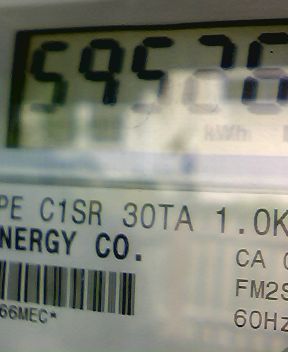 59576
kWh
PE C1SR 30TA 1.0K
NERGY CO.
CA
FM2S
60Hz
66MEC*